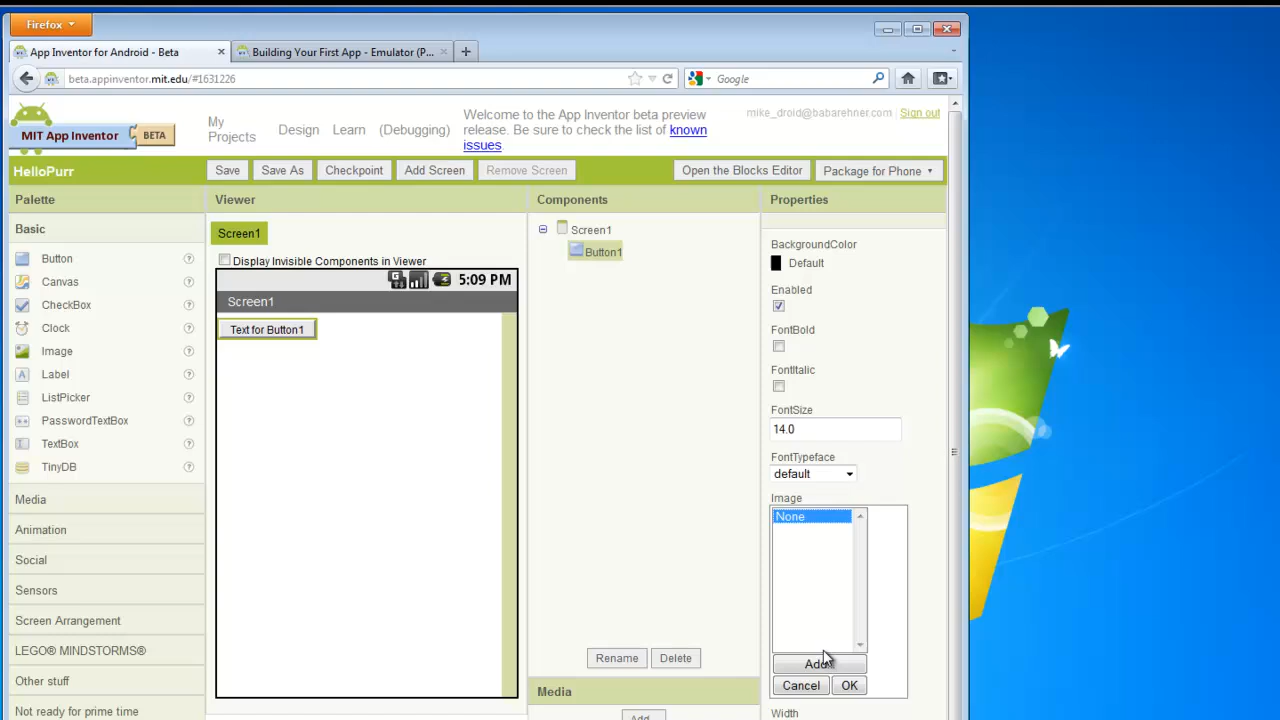 Firefox
App Inventor for Android - Beta
Building Your First App - Emulator (P...
beta.appinventor.mit.edu/#1631226
Google
MIT App Inventor
BETA
My
Projects
Design
Learn
(Debugging)
Welcome to the App Inventor beta preview
release. Be sure to check the list of known
issues.
mike_droid@babarehner.com
Sign out
HelloPurr
Save
Save As
Checkpoint
Add Screen
Remove Screen
Open the Blocks Editor
Package for Phone
Palette
Basic
Button
Canvas
CheckBox
Clock
Image
Label
ListPicker
PasswordTextBox
TextBox
TinyDB
Media
Animation
Social
Sensors
Screen Arrangement
LEGO® MINDSTORMS®
Other stuff
Not ready for prime time
Viewer
Screen1
Display Invisible Components in Viewer
5:09 PM
Screen1
Text for Button1
Components
Screen1
Button1
Rename
Delete
Media
Add
Properties
BackgroundColor
Default
Enabled
FontBold
FontItalic
FontSize
14.0
FontTypeface
default
Image
None
Add
Cancel
OK
Width